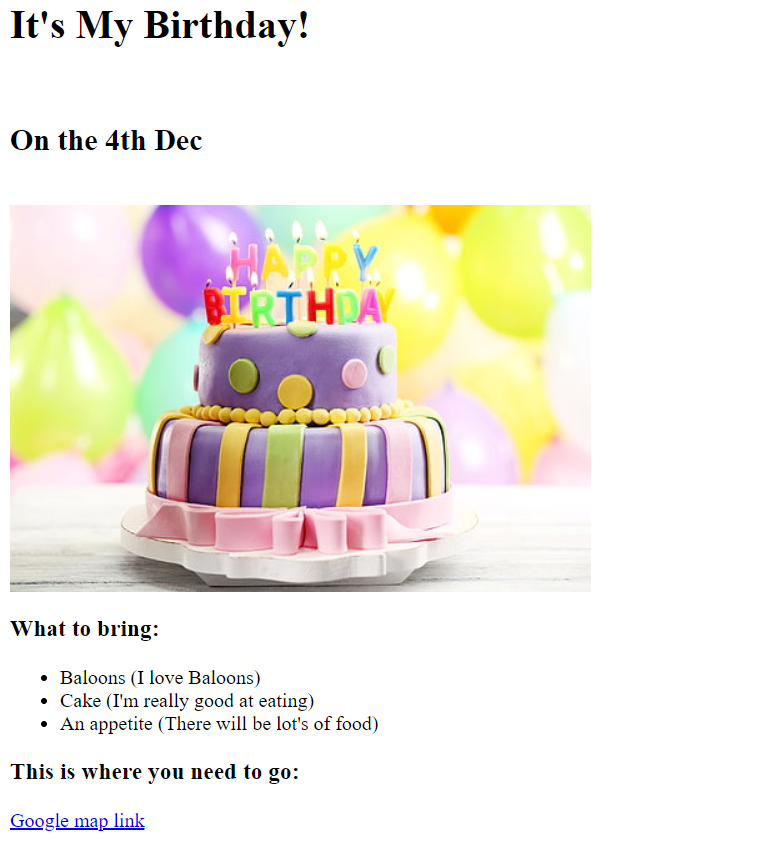 It's My Birthday!
On the 4th Dec
HAPPY
BIRTHDAY
What to bring:
Baloons (I love Baloons)
Cake (I'm really good at eating)
An appetite (There will be lot's of food)
This is where you need to go:
Google map link